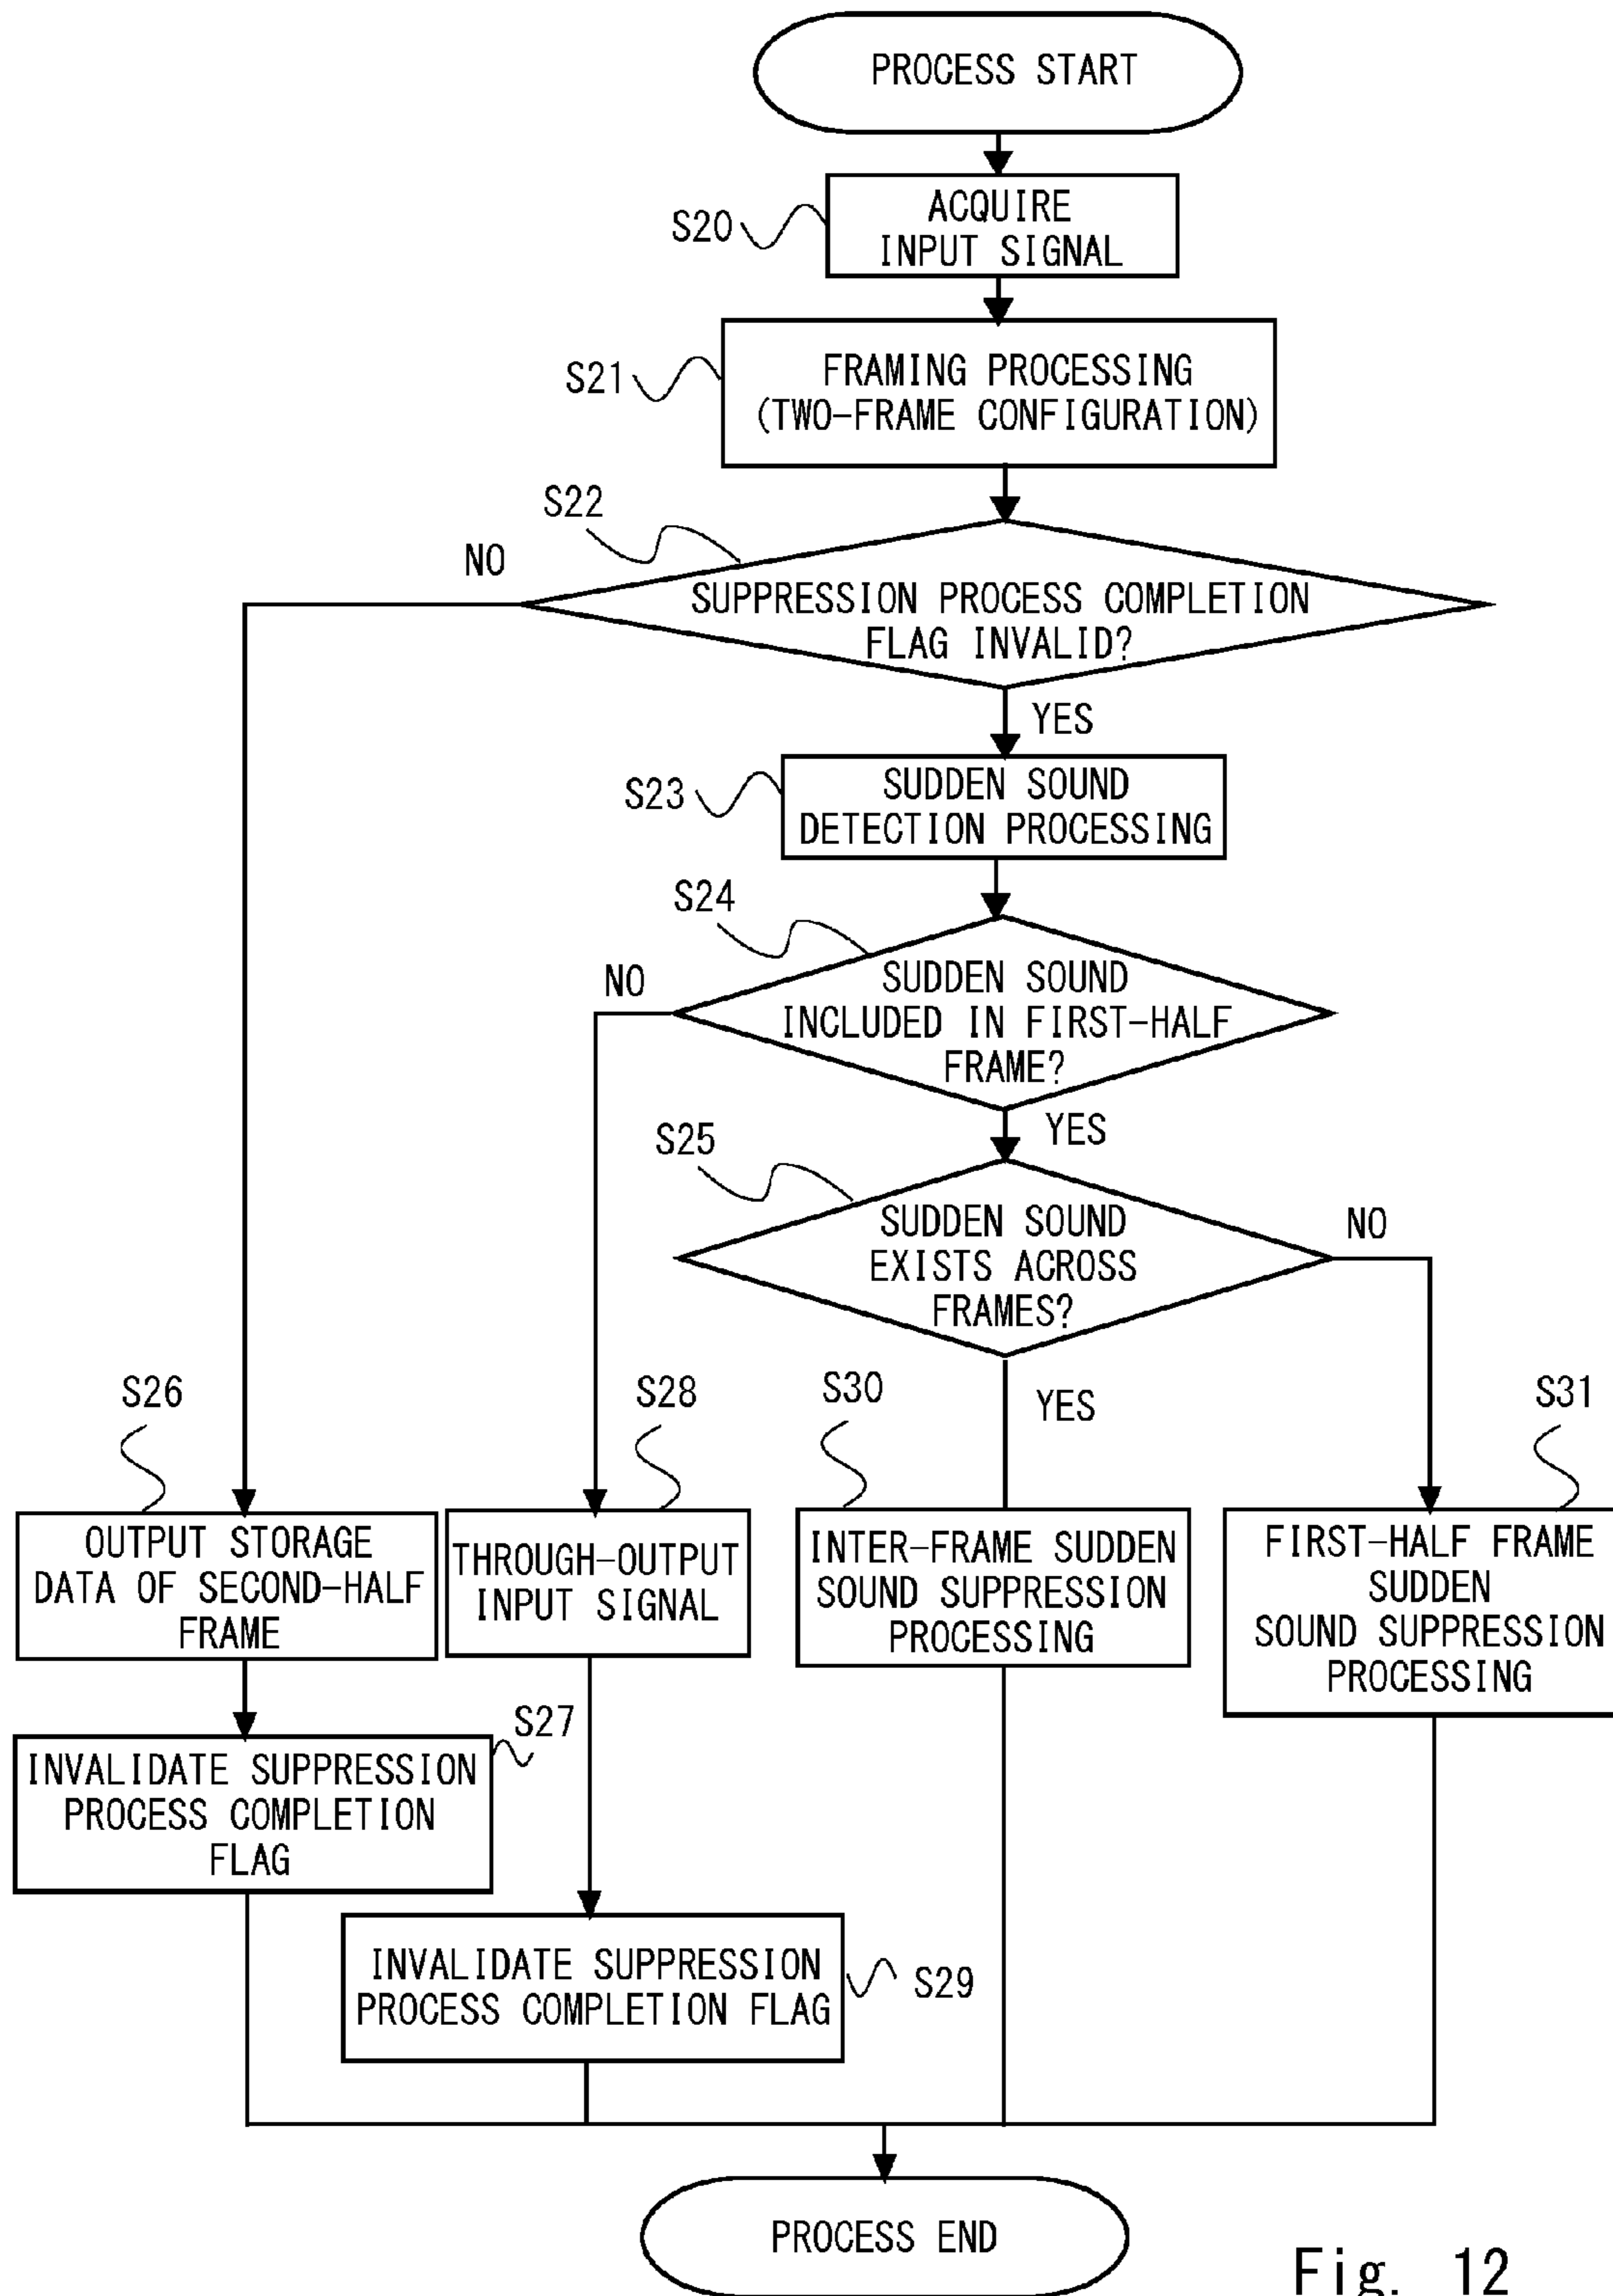 PROCESS START
S20
ACQUIRE
INPUT SIGNAL
S21
FRAMING PROCESSING
(TWO-FRAME CONFIGURATION)
S22
NO
SUPPRESSION PROCESS COMPLETION
FLAG INVALID?
YES
S23
SUDDEN SOUND
DETECTION PROCESSING
S24
NO
SUDDEN SOUND
INCLUDED IN FIRST-HALF
FRAME?
YES
S25
SUDDEN SOUND
EXISTS ACROSS
FRAMES?
NO
YES
S26
OUTPUT STORAGE
DATA OF SECOND-HALF
FRAME
S28
THROUGH-OUTPUT
INPUT SIGNAL
S30
INTER-FRAME SUDDEN
SOUND SUPPRESSION
PROCESSING
S31
FIRST-HALF FRAME
SUDDEN
SOUND SUPPRESSION
PROCESSING
S27
INVALIDATE SUPPRESSION
PROCESS COMPLETION
FLAG
INVALIDATE SUPPRESSION
PROCESS COMPLETION FLAG
S29
PROCESS END
Fig. 12